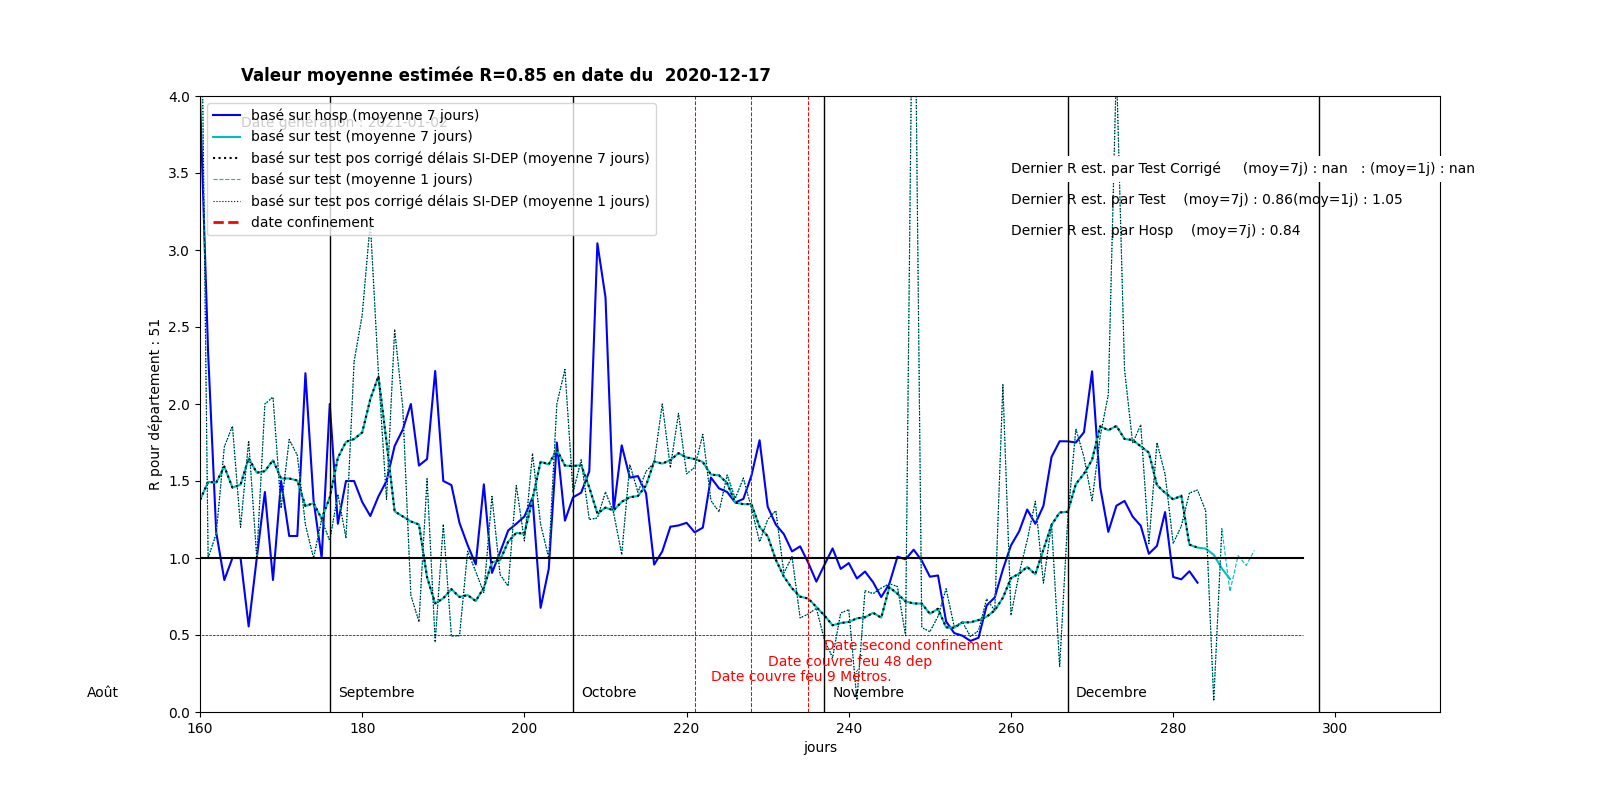 Valeur moyenne estimée R=0.85 en date du  2020-12-17
Date génération : 2021-01-02
basé sur hosp (moyenne 7 jours)
basé sur test (moyenne 7 jours)
basé sur test pos corrigé délais SI-DEP (moyenne 7 jours)
basé sur test (moyenne 1 jours)
basé sur test pos corrigé délais SI-DEP (moyenne 1 jours)
date confinement
Dernier R est. par Test Corrigé     (moy=7j) : nan   : (moy=1j) : nan
Dernier R est. par Test    (moy=7j) : 0.86(moy=1j) : 1.05
Dernier R est. par Hosp    (moy=7j) : 0.84
R pour département : 51
4.0
3.5
3.0
2.5
2.0
1.5
1.0
0.5
0.0
Date second confinement
Date couvre feu 48 dep
Date couvre feu 9 Métros.
Août
Septembre
Octobre
Novembre
Decembre
160
180
200
220
240
260
280
300
jours